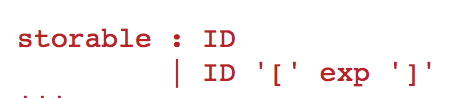 storable : ID
| ID '[' exp ']'
...